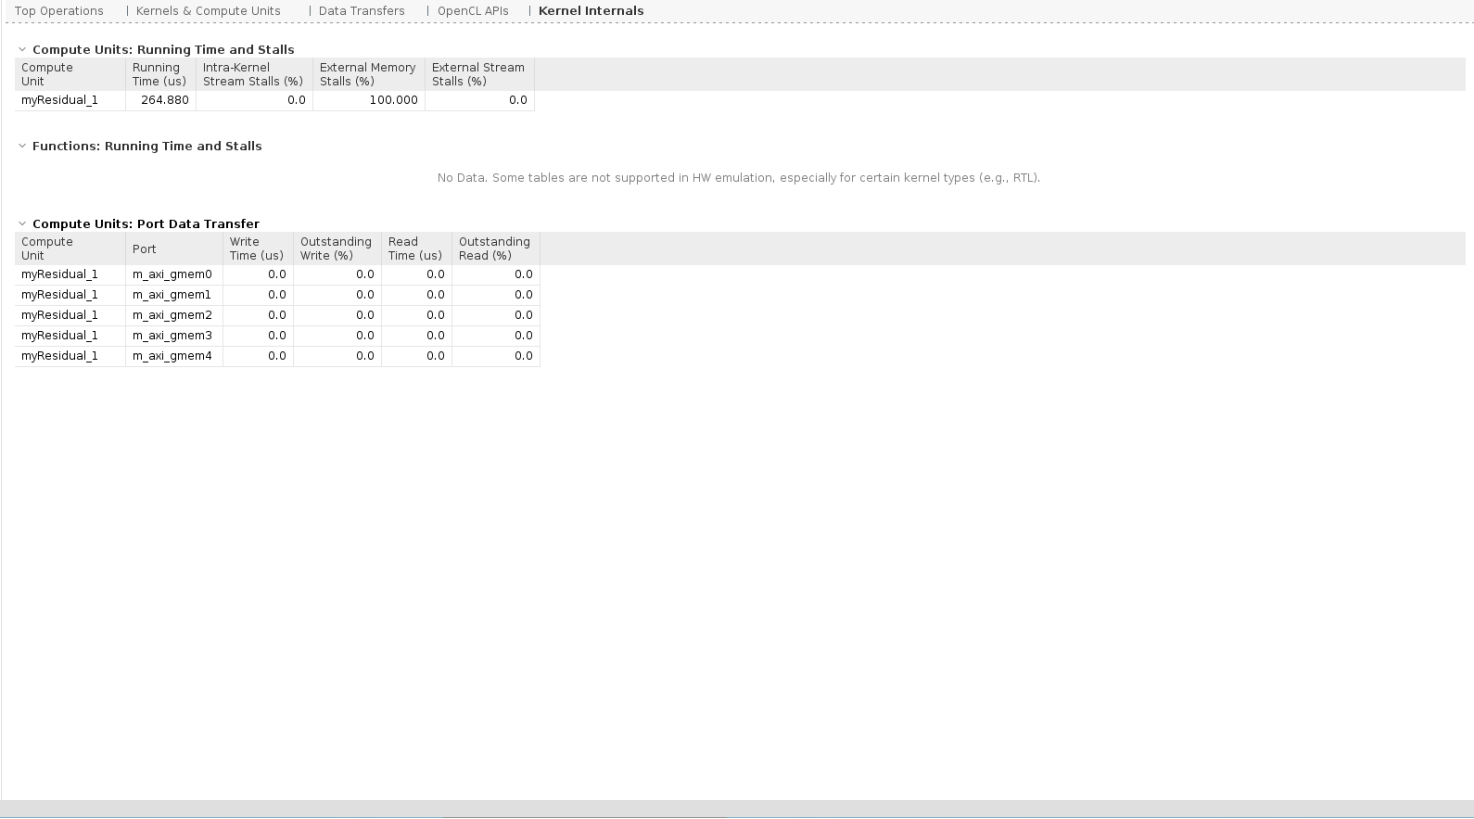 Top Operations | Kernels & Compute Units | Data Transfers | OpenCL APIs | Kernel Internals
Compute Units: Running Time and Stalls
Compute Unit Running Time (us) Intra-Kernel Stream Stalls (%) External Memory Stalls (%) External Stream Stalls (%)
myResidual_1 264.880 0.0 100.000 0.0
Functions: Running Time and Stalls
No Data. Some tables are not supported in HW emulation, especially for certain kernel types (e.g., RTL).
Compute Units: Port Data Transfer
Compute Unit Port Write Time (us) Outstanding Write (%) Read Time (us) Outstanding Read (%)
myResidual_1 m_axi_gmem0 0.0 0.0 0.0 0.0
myResidual_1 m_axi_gmem1 0.0 0.0 0.0 0.0
myResidual_1 m_axi_gmem2 0.0 0.0 0.0 0.0
myResidual_1 m_axi_gmem3 0.0 0.0 0.0 0.0
myResidual_1 m_axi_gmem4 0.0 0.0 0.0 0.0